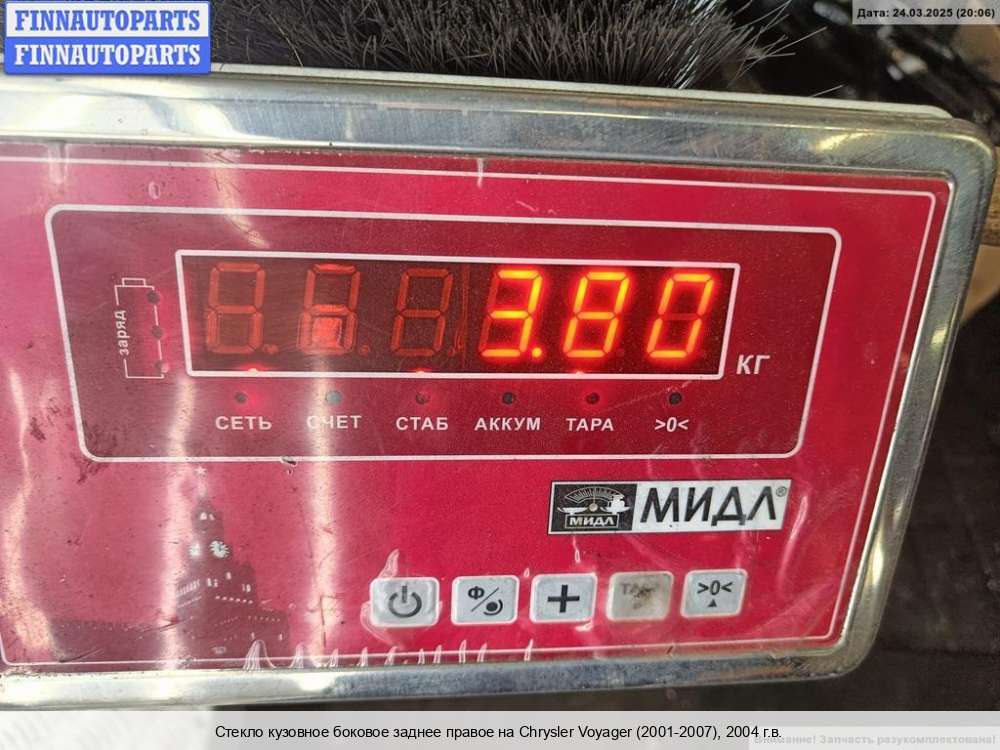 FINNAUTOPARTS
FINNAUTOPARTS
Дата: 24.03.2025 (20:06)
заряд
3.80
КГ
СЕТЬ СЧЕТ СТАБ АККУМ ТАРА >0<
МИДЛ МИДЛ®
Ф
>0<
Стекло кузовное боковое заднее правое на Chrysler Voyager (2001-2007), 2004 г.в.
Внимание! Запчасть разукомплектована!